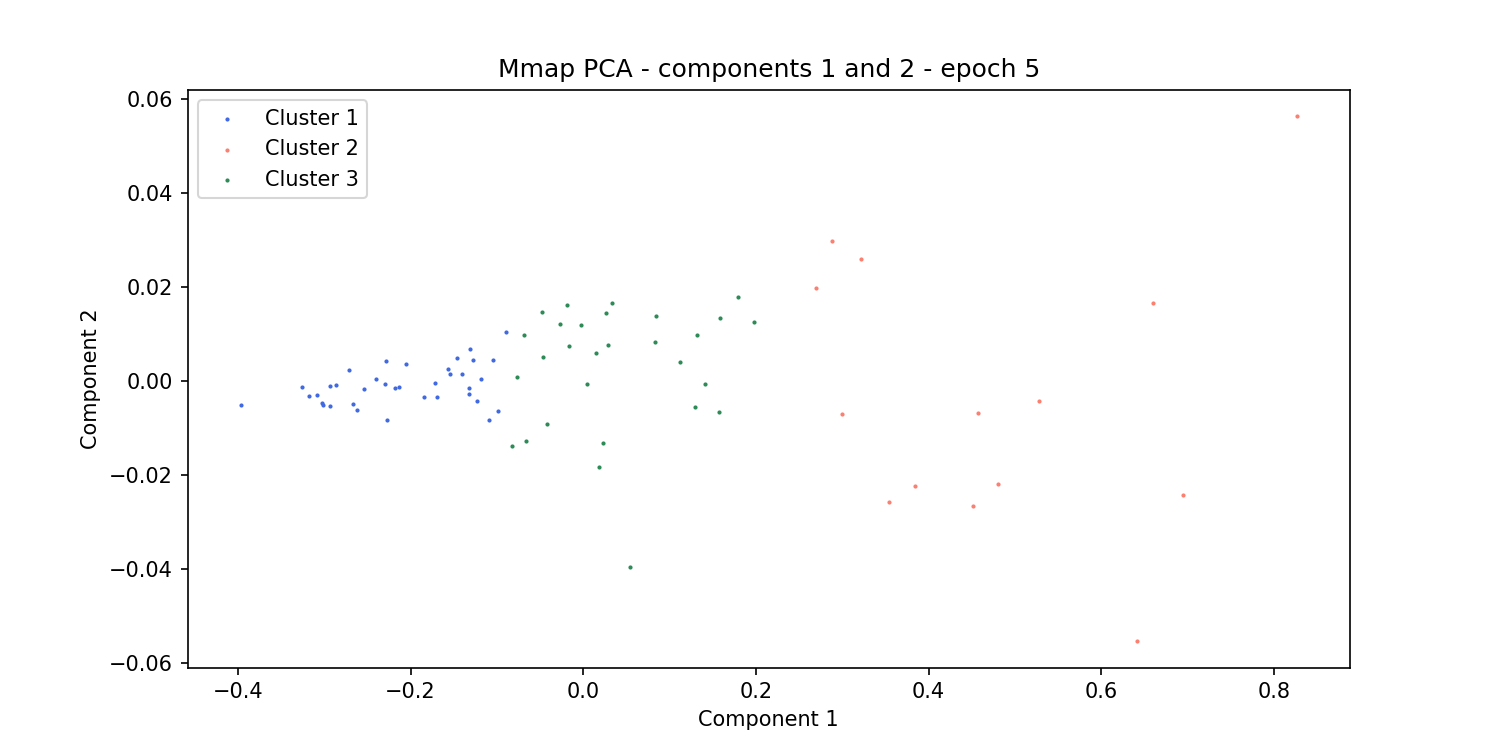 Mmap PCA - components 1 and 2 - epoch 5
Cluster 1
Cluster 2
Cluster 3
0.06
0.04
0.02
0.00
−0.02
−0.04
−0.06
Component 2
−0.4
−0.2
0.0
0.2
0.4
0.6
0.8
Component 1